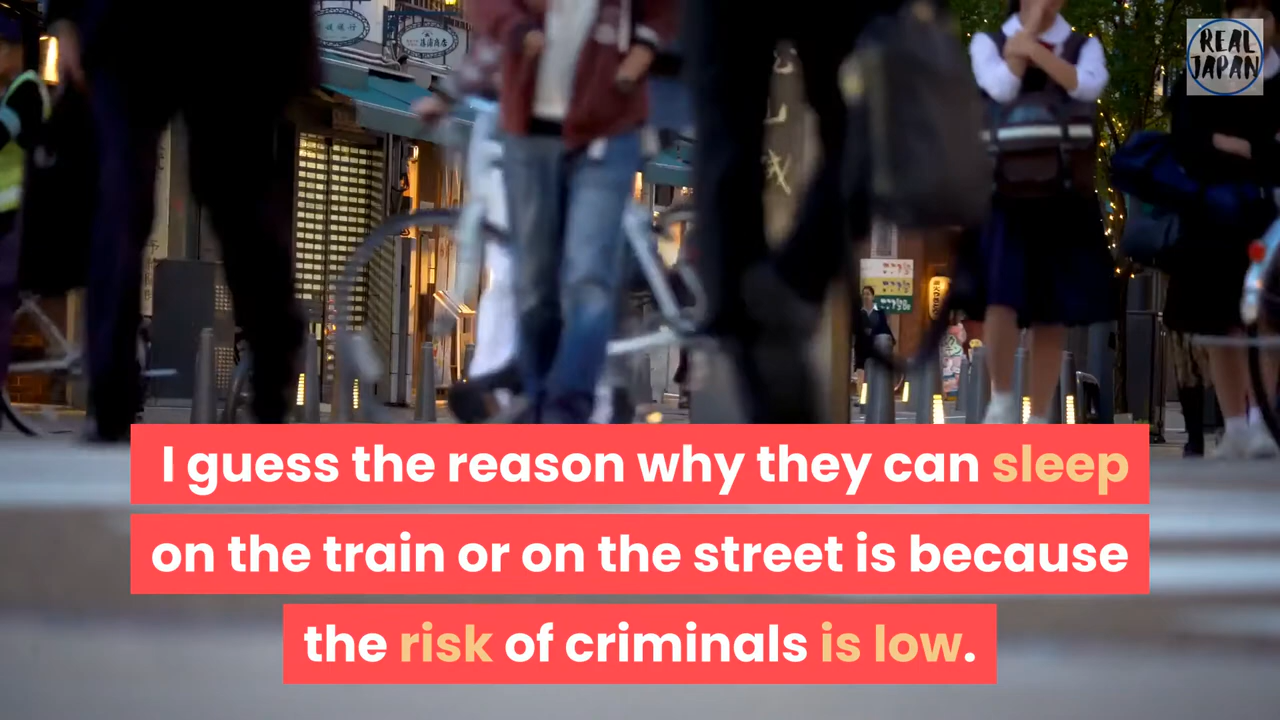 REAL
JAPAN
I guess the reason why they can sleep
on the train or on the street is because
the risk of criminals is low.